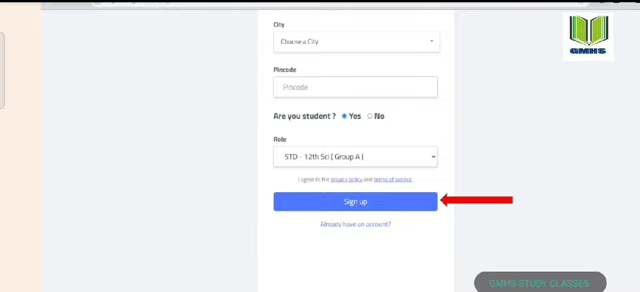 City
Choose a City
GMHS
Pincode
Pincode
Are you student ? Yes No
Role
STD - 12th Sci ( Group A )
I agree to the privacy policy and terms of service.
Sign up
Already have an account?
GMHS STUDY CLASSES